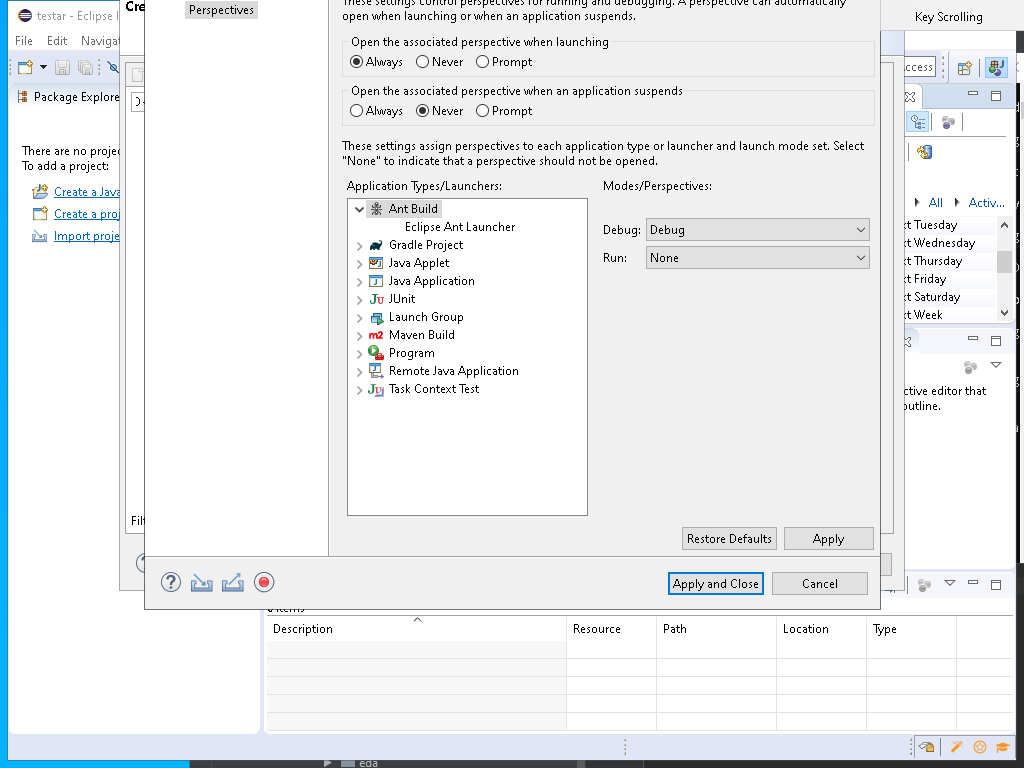 testar - Eclipse I
Cre
Perspectives
These settings control perspectives for running and debugging. A perspective can automatically
open when launching or when an application suspends.
Key Scrolling
File Edit Navigat
Open the associated perspective when launching
Always Never Prompt
ccess
Package Explore
Open the associated perspective when an application suspends
Always Never Prompt
There are no projec
To add a project:
Create a Java
Create a proj
Import proje
These settings assign perspectives to each application type or launcher and launch mode set. Select
"None" to indicate that a perspective should not be opened.
Application Types/Launchers:
Modes/Perspectives:
Ant Build
Eclipse Ant Launcher
Gradle Project
Java Applet
Java Application
JUnit
Launch Group
Maven Build
Program
Remote Java Application
Task Context Test
Debug: Debug
Run: None
All Activ...
xt Tuesday
xt Wednesday
xt Thursday
xt Friday
xt Saturday
xt Week
ctive editor that
outline.
Filt
Restore Defaults Apply
Apply and Close Cancel
0 items
Description Resource Path Location Type
eda